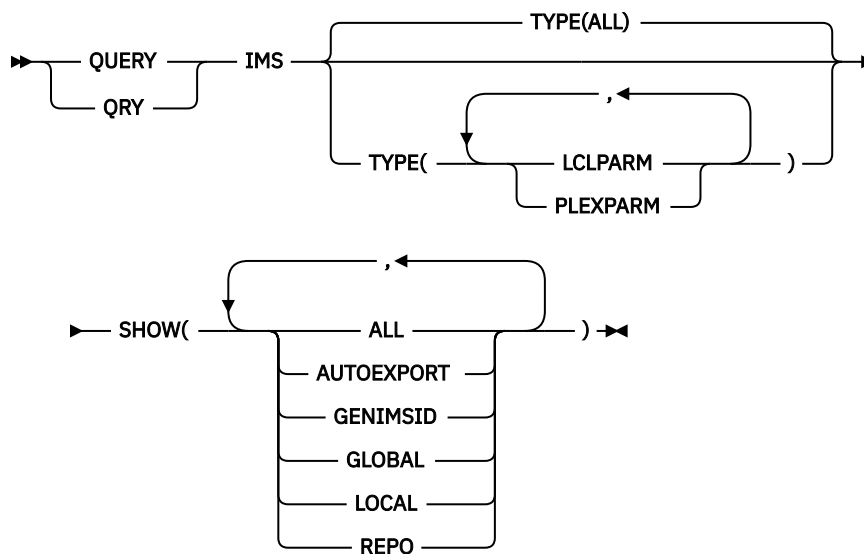 TYPE(ALL)
QUERY IMS
QRY
,
TYPE( LCLPARM )
PLEXPARM
,
SHOW( ALL )
AUTOEXPORT
GENIMSID
GLOBAL
LOCAL
REPO